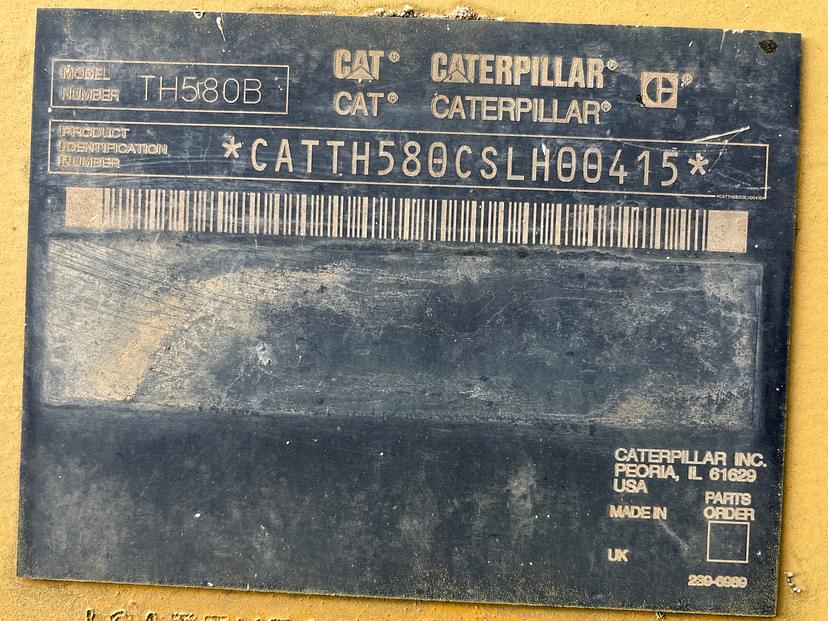 MODEL
NUMBER TH580B
CAT® CATERPILLAR®
CAT® CATERPILLAR®
PRODUCT
IDENTIFICATION
NUMBER
*CATTH580CSLH00415*
*CATTH580CSLH00415*
CATERPILLAR INC.
PEORIA, IL 61629
USA
PARTS
MADE IN ORDER
UK
239-6989